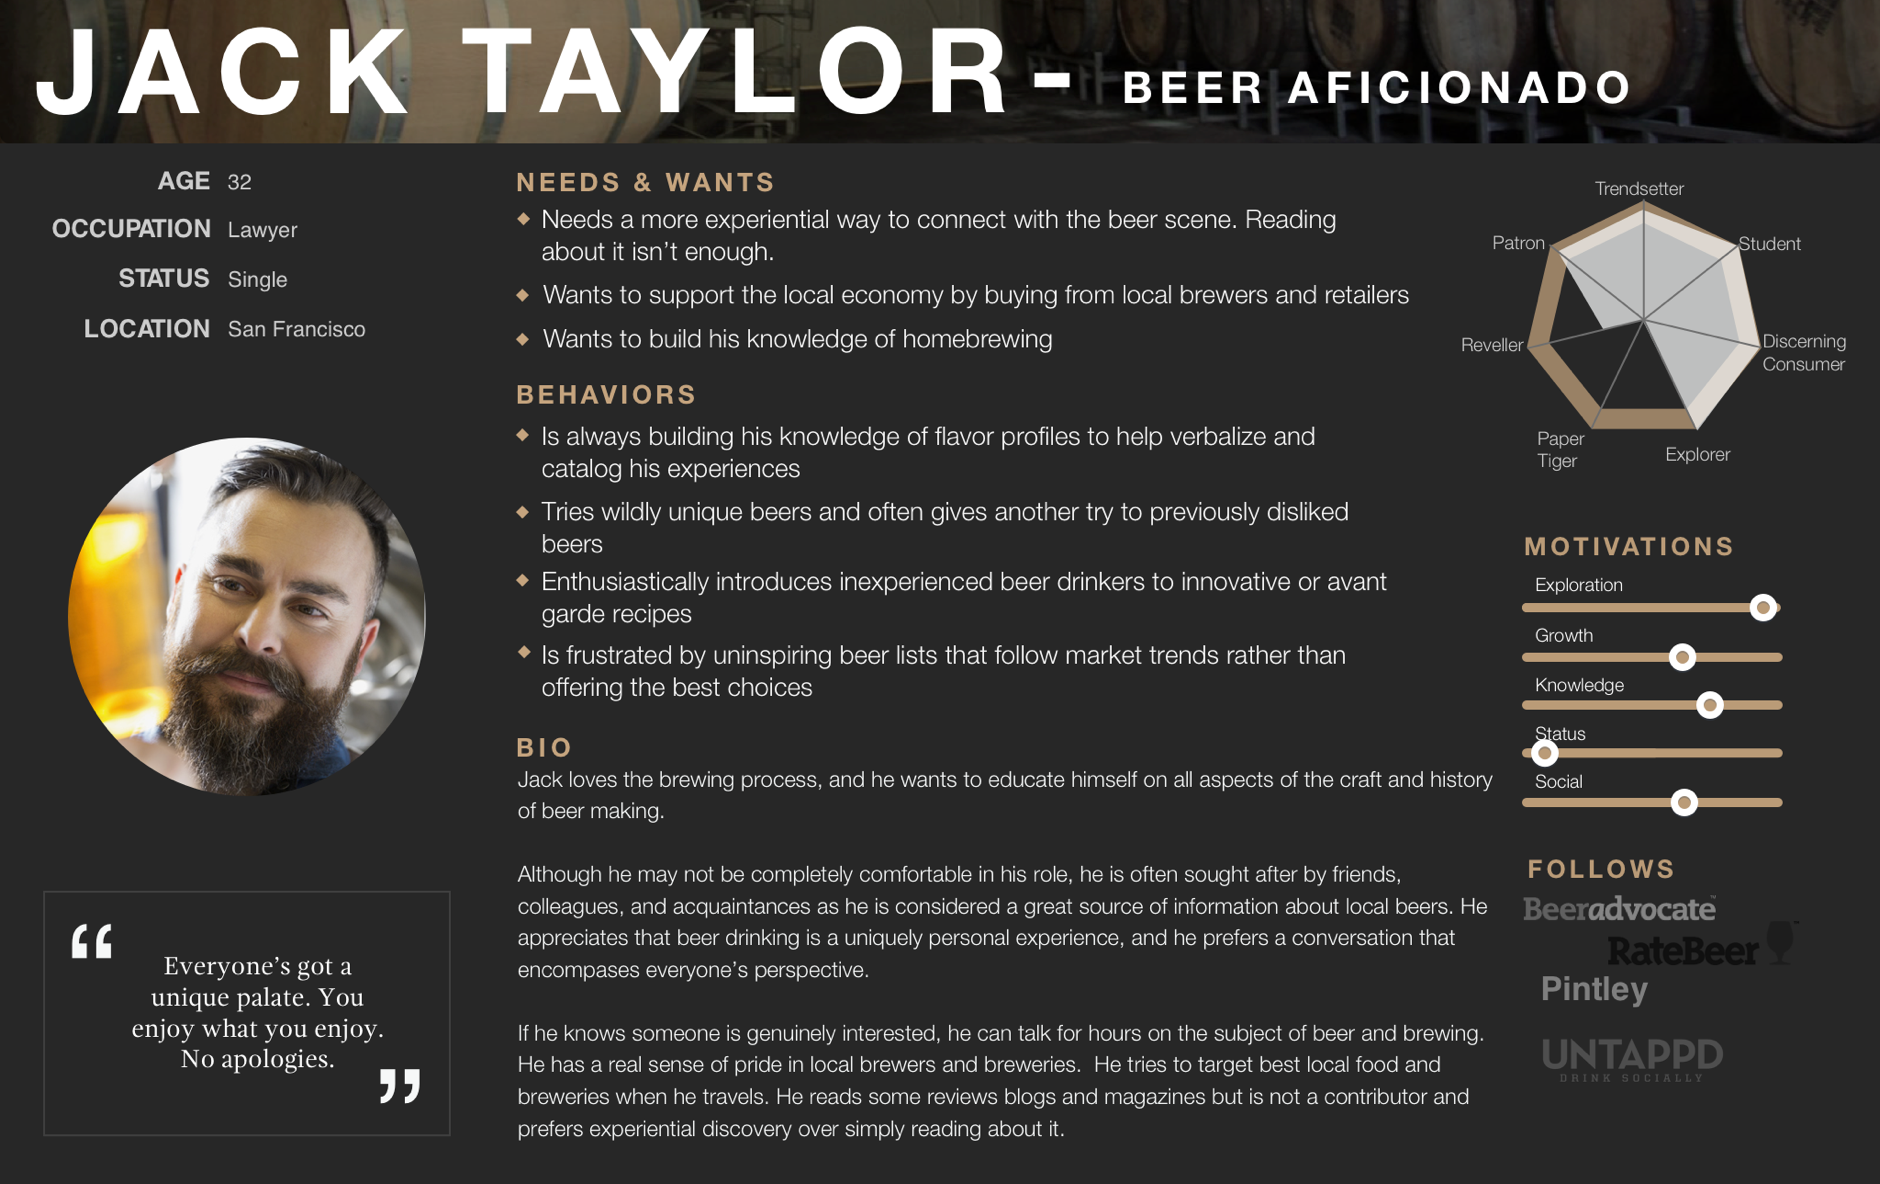 JACK TAYLOR- BEER AFICIONADO
AGE 32
OCCUPATION Lawyer
STATUS Single
LOCATION San Francisco
“
Everyone’s got a
unique palate. You
enjoy what you enjoy.
No apologies.
”
NEEDS & WANTS
Needs a more experiential way to connect with the beer scene. Reading
about it isn’t enough.
Wants to support the local economy by buying from local brewers and retailers
Wants to build his knowledge of homebrewing
BEHAVIORS
Is always building his knowledge of flavor profiles to help verbalize and
catalog his experiences
Tries wildly unique beers and often gives another try to previously disliked
beers
Enthusiastically introduces inexperienced beer drinkers to innovative or avant
garde recipes
Is frustrated by uninspiring beer lists that follow market trends rather than
offering the best choices
BIO
Jack loves the brewing process, and he wants to educate himself on all aspects of the craft and history
of beer making.
Although he may not be completely comfortable in his role, he is often sought after by friends,
colleagues, and acquaintances as he is considered a great source of information about local beers. He
appreciates that beer drinking is a uniquely personal experience, and he prefers a conversation that
encompases everyone’s perspective.
If he knows someone is genuinely interested, he can talk for hours on the subject of beer and brewing.
He has a real sense of pride in local brewers and breweries.  He tries to target best local food and
breweries when he travels. He reads some reviews blogs and magazines but is not a contributor and
prefers experiential discovery over simply reading about it.
Trendsetter
Patron
Student
Reveller
Discerning
Consumer
Paper
Tiger
Explorer
MOTIVATIONS
Exploration
Growth
Knowledge
Status
Social
FOLLOWS
Beeradvocate™
RateBeer™
Pintley
UNTAPPD
DRINK SOCIALLY